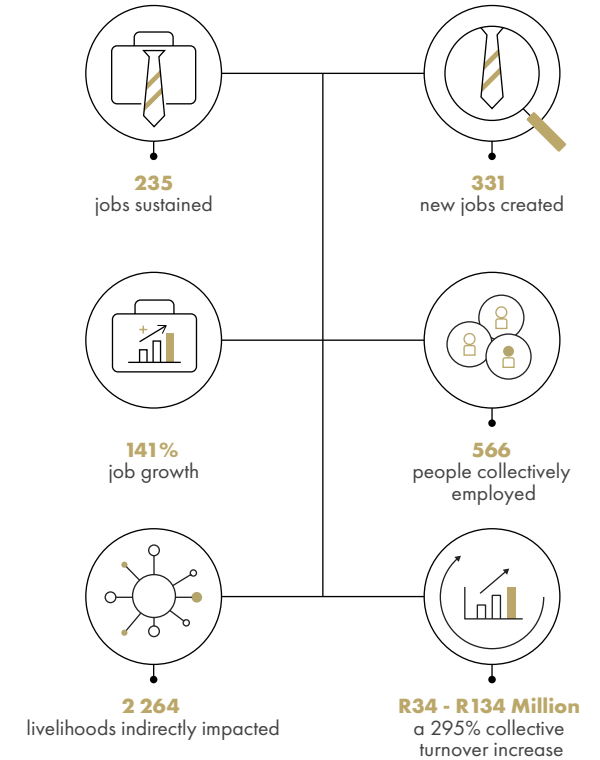 235
jobs sustained
331
new jobs created
141%
job growth
566
people collectively
employed
2 264
livelihoods indirectly impacted
R34 - R134 Million
a 295% collective
turnover increase